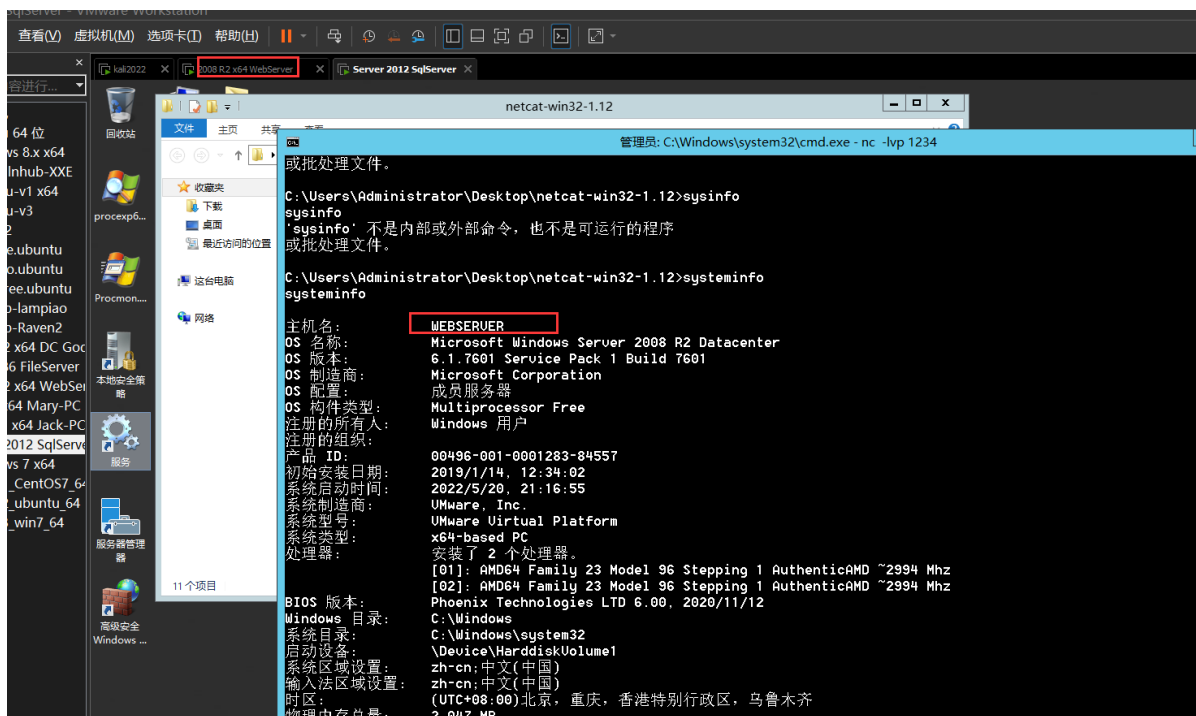 SqlServer - VMware Workstation
查看(V) 虚拟机(M) 选项卡(T) 帮助(H)
kali2022 2008 R2 x64 WebServer Server 2012 SqlServer
容进行...
64 位
ws 8.x x64
lnhub-XXE
u-v1 x64
u-v3
2
e.ubuntu
o.ubuntu
ree.ubuntu
o-lampiao
o-Raven2
2 x64 DC God
6 FileServer
2 x64 WebSer
64 Mary-PC
x64 Jack-PC
2012 SqlServe
ws 7 x64
_CentOS7_64
_ubuntu_64
_win7_64
回收站
procexp6...
Procmon....
本地安全策
略
服务
服务器管理
器
高级安全
Windows ...
netcat-win32-1.12
文件 主页 共享 查看
收藏夹
下载
桌面
最近访问的位置
这台电脑
网络
11 个项目
管理员: C:\Windows\system32\cmd.exe - nc -lvp 1234
或批处理文件。
C:\Users\Administrator\Desktop\netcat-win32-1.12>sysinfo
sysinfo
'sysinfo' 不是内部或外部命令，也不是可运行的程序
或批处理文件。
C:\Users\Administrator\Desktop\netcat-win32-1.12>systeminfo
systeminfo
主机名: WEBSERVER
OS 名称: Microsoft Windows Server 2008 R2 Datacenter
OS 版本: 6.1.7601 Service Pack 1 Build 7601
OS 制造商: Microsoft Corporation
OS 配置: 成员服务器
OS 构件类型: Multiprocessor Free
注册的所有人: Windows 用户
注册的组织:
产品 ID: 00496-001-0001283-84557
初始安装日期: 2019/1/14, 12:34:02
系统启动时间: 2022/5/20, 21:16:55
系统制造商: VMware, Inc.
系统型号: VMware Virtual Platform
系统类型: x64-based PC
处理器: 安装了 2 个处理器。
[01]: AMD64 Family 23 Model 96 Stepping 1 AuthenticAMD ~2994 Mhz
[02]: AMD64 Family 23 Model 96 Stepping 1 AuthenticAMD ~2994 Mhz
BIOS 版本: Phoenix Technologies LTD 6.00, 2020/11/12
Windows 目录: C:\Windows
系统目录: C:\Windows\system32
启动设备: \Device\HarddiskVolume1
系统区域设置: zh-cn;中文(中国)
输入法区域设置: zh-cn;中文(中国)
时区: (UTC+08:00)北京，重庆，香港特别行政区，乌鲁木齐
物理内存总量: 2,047 MB